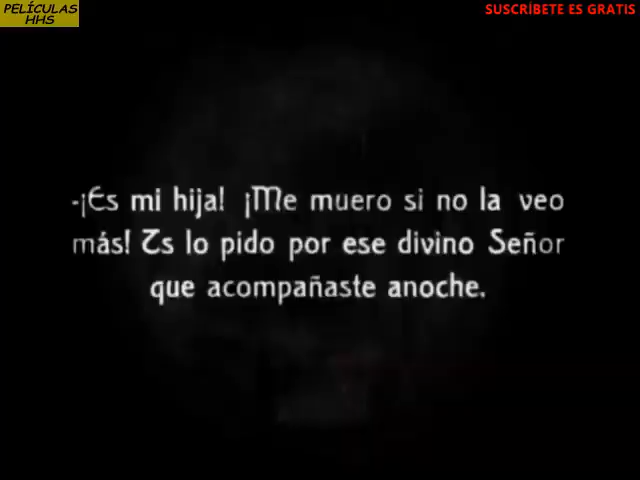 PELÍCULAS
HHS
SUSCRÍBETE ES GRATIS
-¡Es mi hija! ¡Me muero si no la veo
más! Ts lo pido por ese divino Señor
que acompañaste anoche.